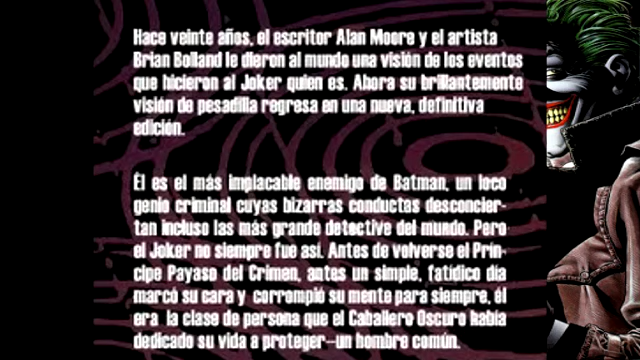 Hace veinte años, el escritor Alan Moore y el artista
Brian Bolland le dieron al mundo una visión de los eventos
que hicieron al Joker quien es. Ahora su brillantemente
visión de pesadilla regresa en una nueva, definitiva
edición.
Él es el más implacable enemigo de Batman, un loco
genio criminal cuyas bizarras conductas desconcier-
tan incluso las más grande detective del mundo. Pero
el Joker no siempre fue así. Antes de volverse el Prín-
cipe Payaso del Crimen, antes un simple, fatídico día
marcó su cara y corrompió su mente para siempre, él
era la clase de persona que el Caballero Oscuro había
dedicado su vida a proteger--un hombre común.